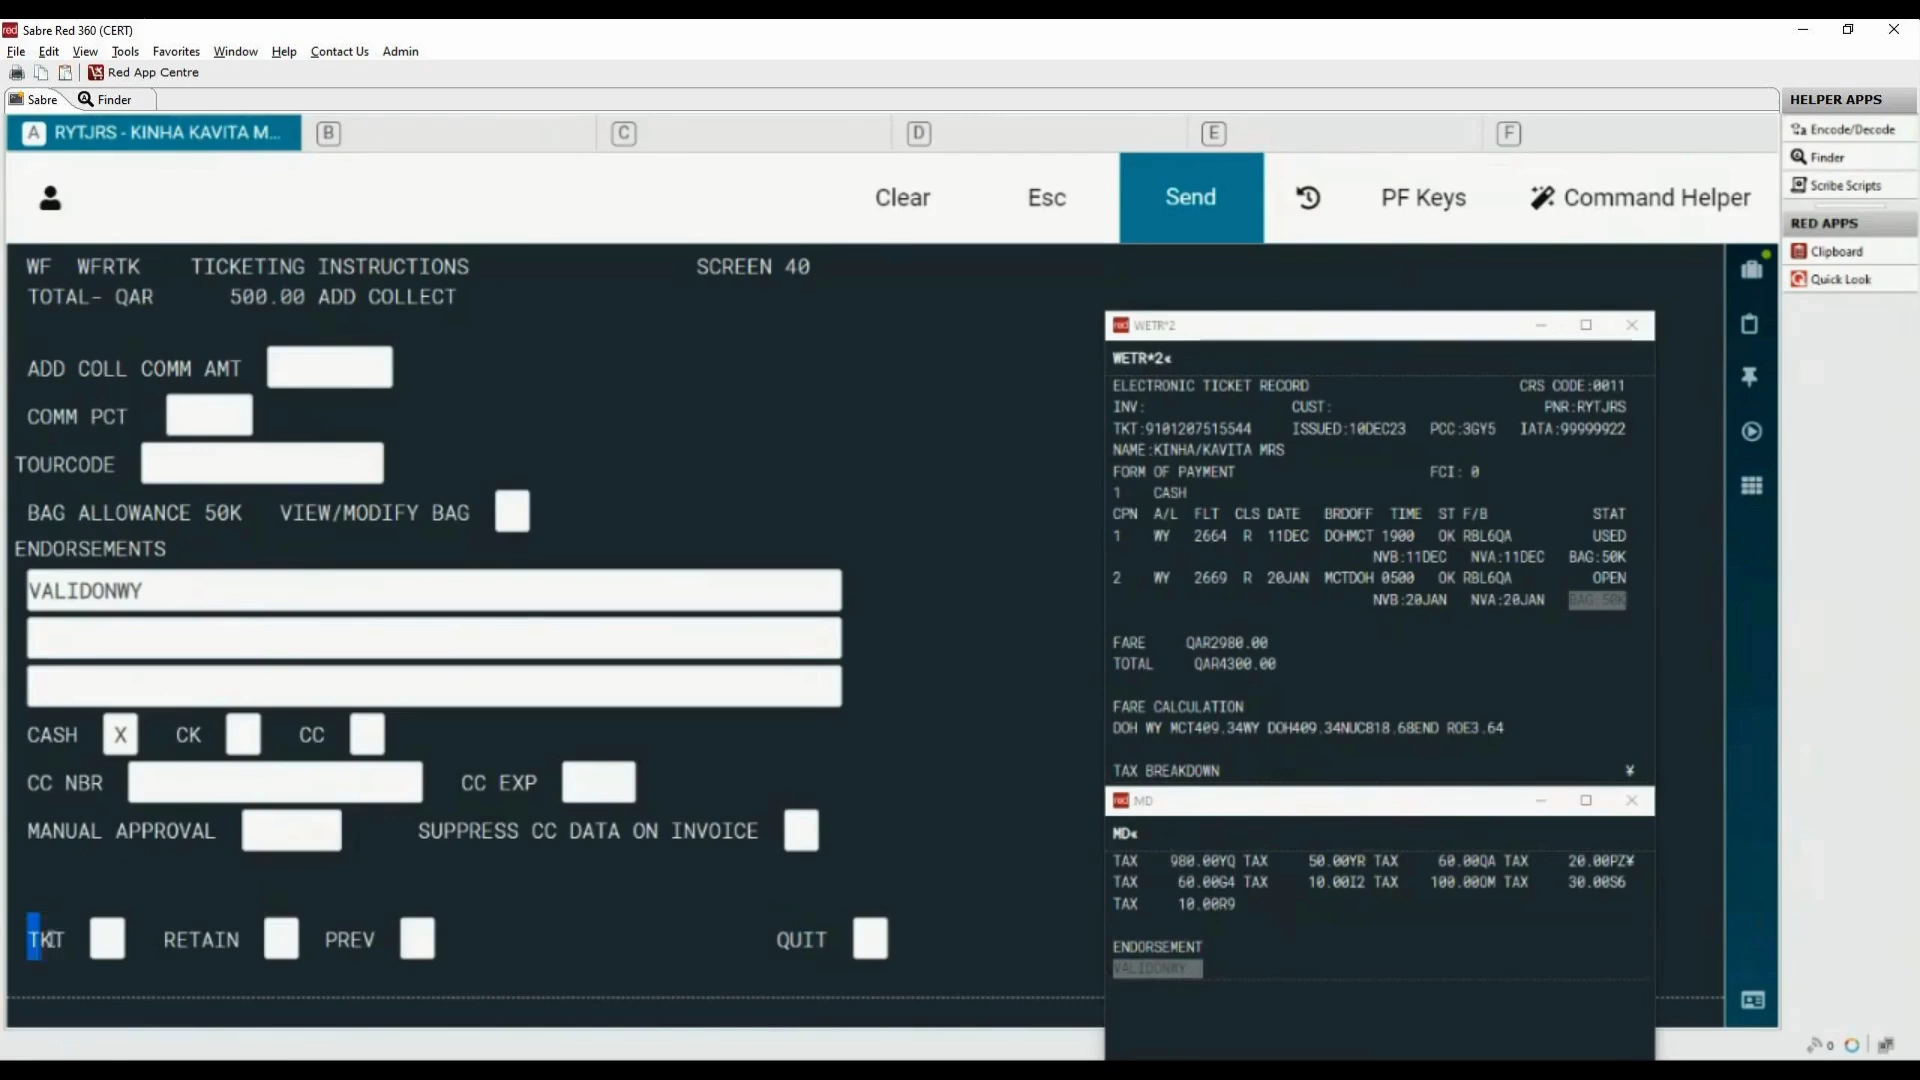 red Sabre Red 360 (CERT)
File Edit View Tools Favorites Window Help Contact Us Admin
Red App Centre
Sabre Finder
A RYTJRS - KINHA KAVITA M... B C D E F
Clear Esc Send PF Keys Command Helper
WF WFRTK TICKETING INSTRUCTIONS SCREEN 40
TOTAL- QAR 500.00 ADD COLLECT
ADD COLL COMM AMT
COMM PCT
TOURCODE
BAG ALLOWANCE 50K VIEW/MODIFY BAG
ENDORSEMENTS
VALIDONWY
CASH X CK CC
CC NBR CC EXP
MANUAL APPROVAL SUPPRESS CC DATA ON INVOICE
TKT RETAIN PREV QUIT
red WETR*2
WETR*2«
ELECTRONIC TICKET RECORD CRS CODE:0011
INV: CUST: PNR:RYTJRS
TKT:9101207515544 ISSUED:10DEC23 PCC:3GY5 IATA:99999922
NAME:KINHA/KAVITA MRS
FORM OF PAYMENT FCI: 0
1 CASH
CPN A/L FLT CLS DATE BRDOFF TIME ST F/B STAT
1 WY 2664 R 11DEC DOHMCT 1900 OK RBL6QA USED
NVB:11DEC NVA:11DEC BAG:50K
2 WY 2669 R 20JAN MCTDOH 0500 OK RBL6QA OPEN
NVB:20JAN NVA:20JAN BAG:50K
FARE QAR2980.00
TOTAL QAR4300.00
FARE CALCULATION
DOH WY MCT409.34WY DOH409.34NUC818.68END ROE3.64
TAX BREAKDOWN ¥
red MD
MD«
TAX 980.00YQ TAX 50.00YR TAX 60.00QA TAX 20.00PZ¥
TAX 60.00G4 TAX 10.00I2 TAX 100.00OM TAX 30.00S6
TAX 10.00R9
ENDORSEMENT
VALIDONWY
HELPER APPS
Encode/Decode
Finder
Scribe Scripts
RED APPS
Clipboard
Quick Look
0